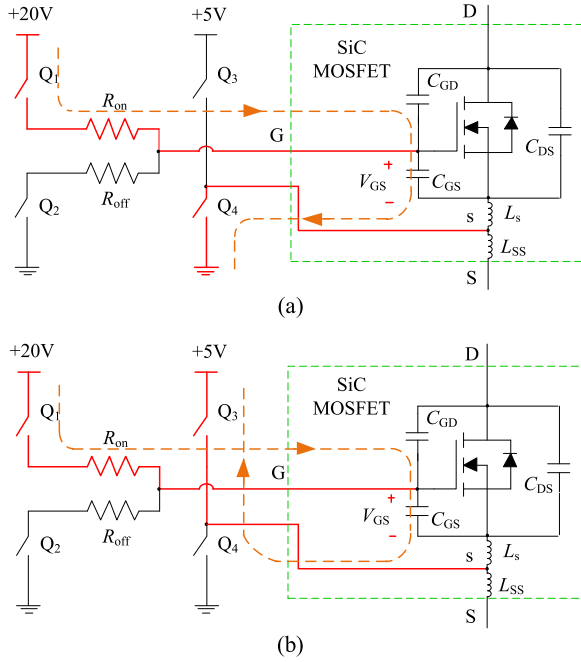 +20V +5V D
SiC
MOSFET
Q1 Q3 CGD
Ron
G CDS
+
VGS CGS
Q2 Roff Q4 −
s Ls
LSS
S
(a)
+20V +5V D
SiC
MOSFET
Q1 Q3 CGD
Ron
G CDS
+
VGS CGS
Q2 Roff Q4 −
s Ls
LSS
S
(b)